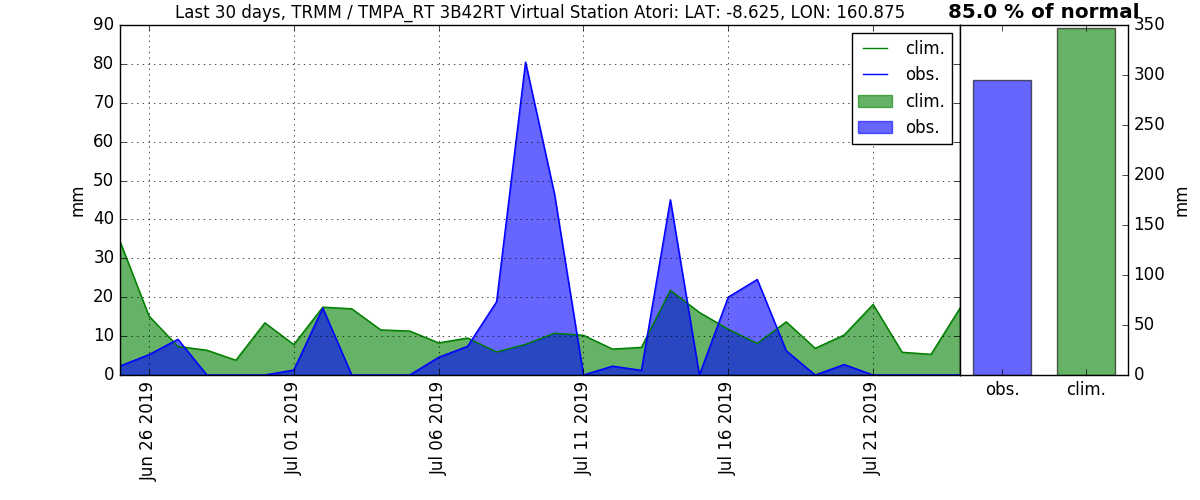 Last 30 days, TRMM / TMPA_RT 3B42RT Virtual Station Atori: LAT: -8.625, LON: 160.875
85.0 % of normal
90
80
70
60
50
40
30
20
10
0
mm
clim.
obs.
clim.
obs.
Jun 26 2019
Jul 01 2019
Jul 06 2019
Jul 11 2019
Jul 16 2019
Jul 21 2019
350
300
250
200
150
100
50
0
mm
obs.
clim.